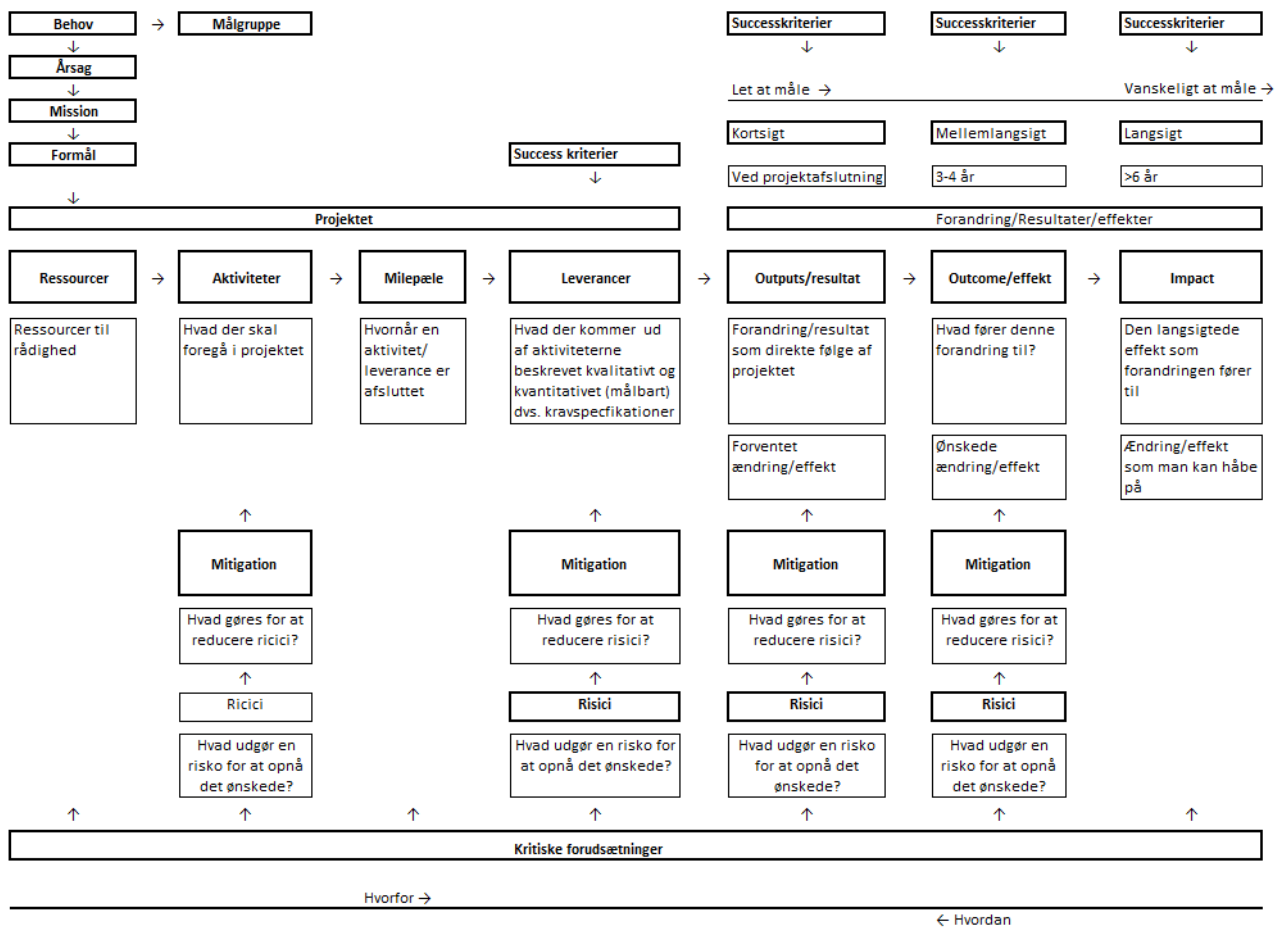 Behov → Målgruppe
↓
Årsag
↓
Mission
↓
Formål
↓
Successkriterier Successkriterier Successkriterier
↓ ↓ ↓
Let at måle → Vanskeligt at måle →
Kortsigt Mellemlangsigt Langsigt
Ved projektafslutning 3-4 år >6 år
Success kriterier
↓
Projektet Forandring/Resultater/effekter
Ressourcer → Aktiviteter → Milepæle → Leverancer → Outputs/resultat → Outcome/effekt → Impact
Ressourcer til
rådighed
Hvad der skal
foregå i projektet
Hvornår en
aktivitet/
leverance er
afsluttet
Hvad der kommer ud
af aktiviteterne
beskrevet kvalitativt og
kvantitativet (målbart)
dvs. kravspecfikationer
Forandring/resultat
som direkte følge af
projektet
Hvad fører denne
forandring til?
Den langsigtede
effekt som
forandringen fører
til
Forventet
ændring/effekt
Ønskede
ændring/effekt
Ændring/effekt
som man kan håbe
på
↑ ↑ ↑ ↑
Mitigation Mitigation Mitigation Mitigation
Hvad gøres for at
reducere ricici?
Hvad gøres for at
reducere risici?
Hvad gøres for at
reducere risici?
Hvad gøres for at
reducere risici?
↑ ↑ ↑ ↑
Ricici Risici Risici Risici
Hvad udgør en
risko for at opnå
det ønskede?
Hvad udgør en risko for
at opnå det ønskede?
Hvad udgør en risko
for at opnå det
ønskede?
Hvad udgør en
risko for at opnå
det ønskede?
↑ ↑ ↑ ↑ ↑ ↑ ↑
Kritiske forudsætninger
Hvorfor →
← Hvordan